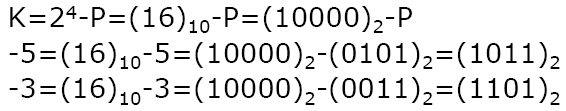 K=2⁴-P=(16)₁₀-P=(10000)₂-P
-5=(16)₁₀-5=(10000)₂-(0101)₂=(1011)₂
-3=(16)₁₀-3=(10000)₂-(0011)₂=(1101)₂